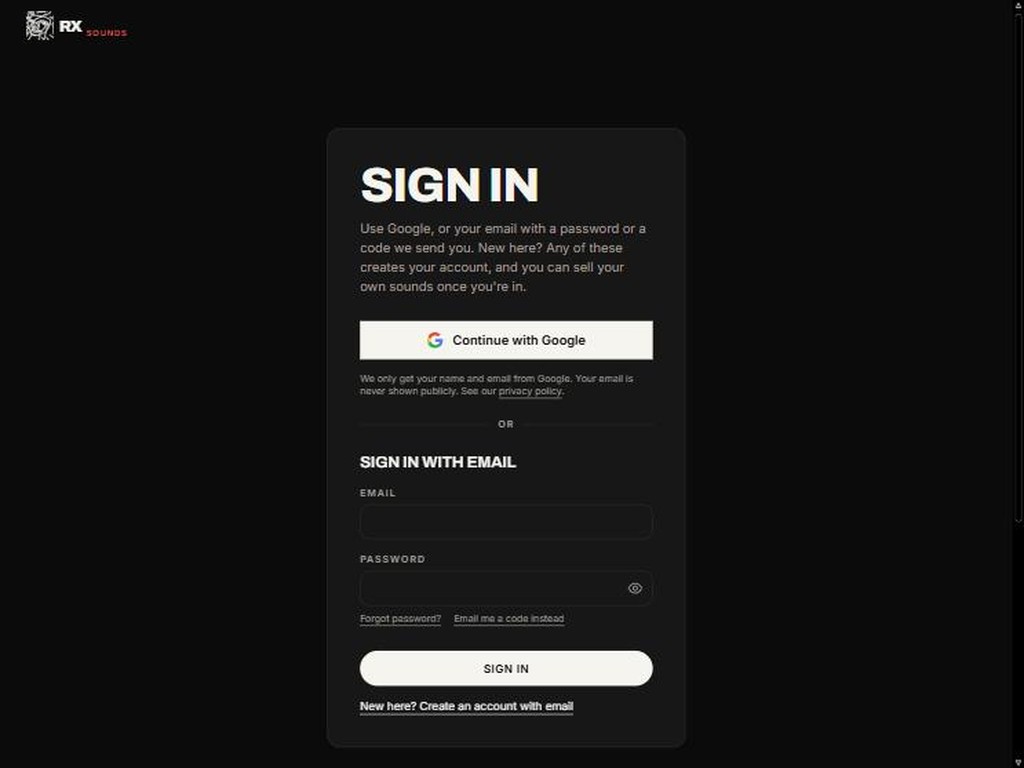 RX SOUNDS
SIGN IN
Use Google, or your email with a password or a
code we send you. New here? Any of these
creates your account, and you can sell your
own sounds once you're in.
Continue with Google
We only get your name and email from Google. Your email is
never shown publicly. See our privacy policy.
OR
SIGN IN WITH EMAIL
EMAIL
PASSWORD
Forgot password? Email me a code instead
SIGN IN
New here? Create an account with email